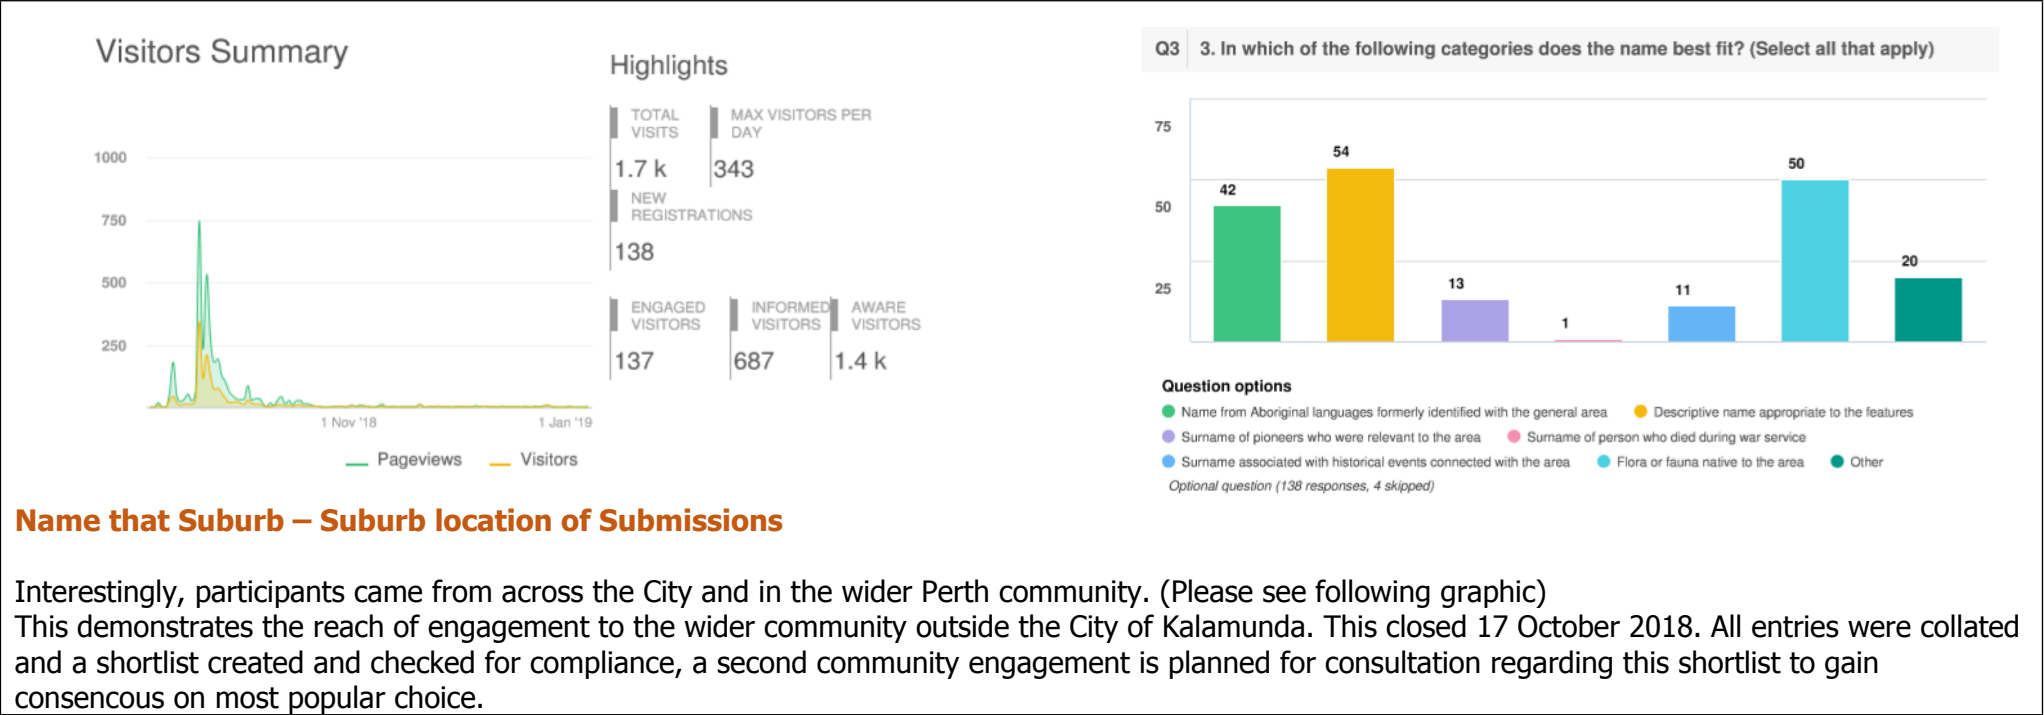 Visitors Summary
1000
750
500
250
1 Nov '18
1 Jan '19
Pageviews
Visitors
Highlights
TOTAL
VISITS
1.7 k
MAX VISITORS PER
DAY
343
NEW
REGISTRATIONS
138
ENGAGED
VISITORS
137
INFORMED
VISITORS
687
AWARE
VISITORS
1.4 k
Q3 3. In which of the following categories does the name best fit? (Select all that apply)
75
50
25
42
54
13
1
11
50
20
Question options
Name from Aboriginal languages formerly identified with the general area
Descriptive name appropriate to the features
Surname of pioneers who were relevant to the area
Surname of person who died during war service
Surname associated with historical events connected with the area
Flora or fauna native to the area
Other
Optional question (138 responses, 4 skipped)
Name that Suburb – Suburb location of Submissions
Interestingly, participants came from across the City and in the wider Perth community. (Please see following graphic)
This demonstrates the reach of engagement to the wider community outside the City of Kalamunda. This closed 17 October 2018. All entries were collated
and a shortlist created and checked for compliance, a second community engagement is planned for consultation regarding this shortlist to gain
consencous on most popular choice.